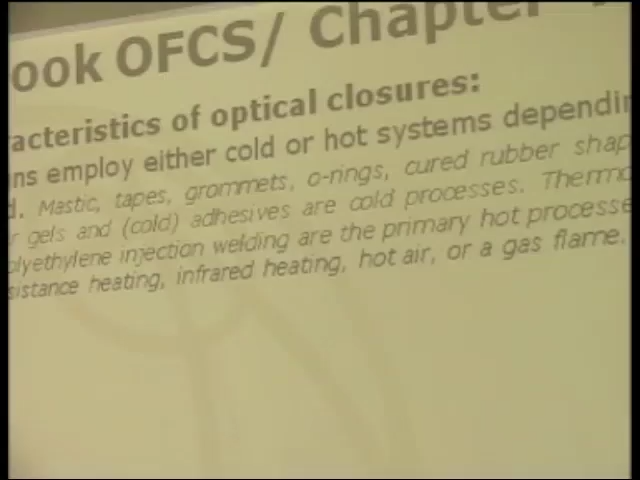 ook OFCS/ Chapter
acteristics of optical closures:
ns employ either cold or hot systems dependin
d. Mastic, tapes, grommets, o-rings, cured rubber shap
r gels and (cold) adhesives are cold processes. Thermo
olyethylene injection welding are the primary hot processe
sistance heating, infrared heating, hot air, or a gas flame.